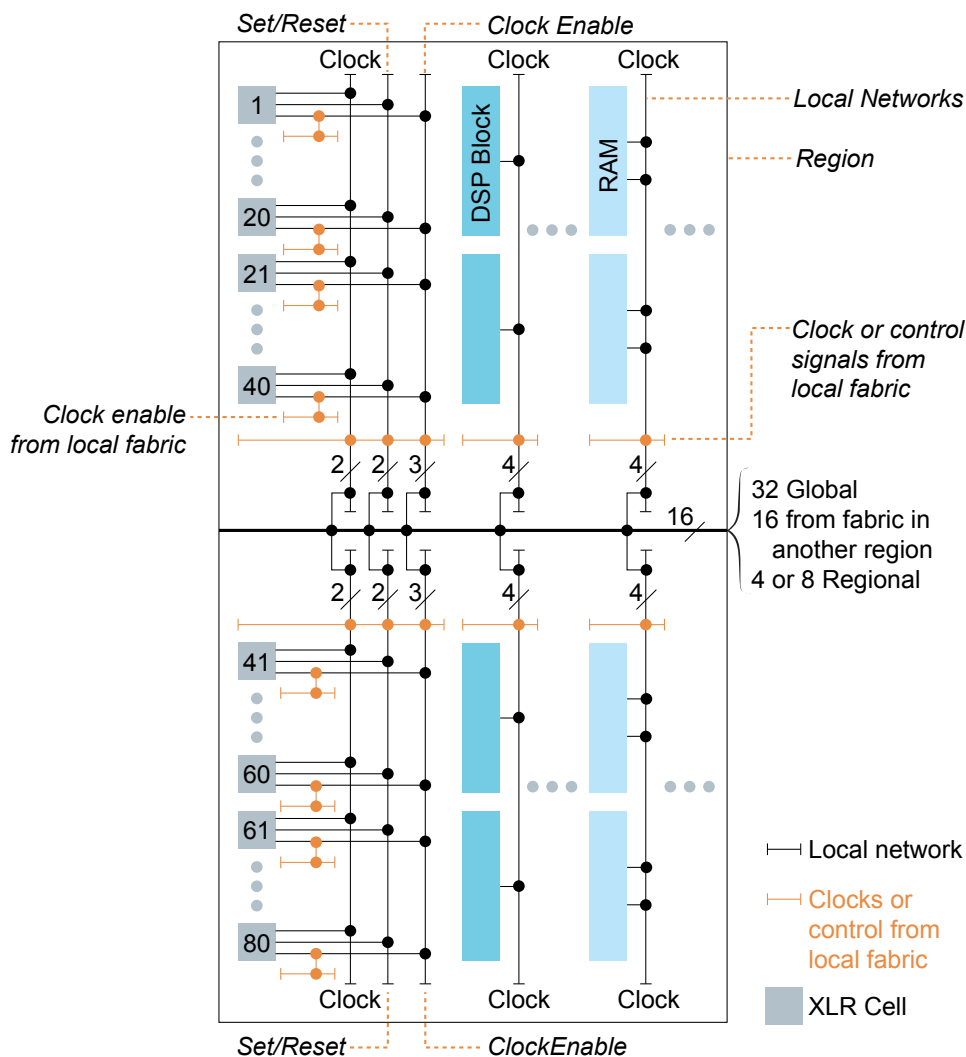 Set/Reset
Clock Enable
Clock
Clock
Clock
1
DSP Block
RAM
Local Networks
Region
20
21
40
Clock or control
signals from
local fabric
Clock enable
from local fabric
2
2
3
4
4
16
32 Global
16 from fabric in
another region
4 or 8 Regional
2
2
3
4
4
41
60
61
80
Local network
Clocks or
control from
local fabric
XLR Cell
Clock
Clock
Clock
Set/Reset
ClockEnable